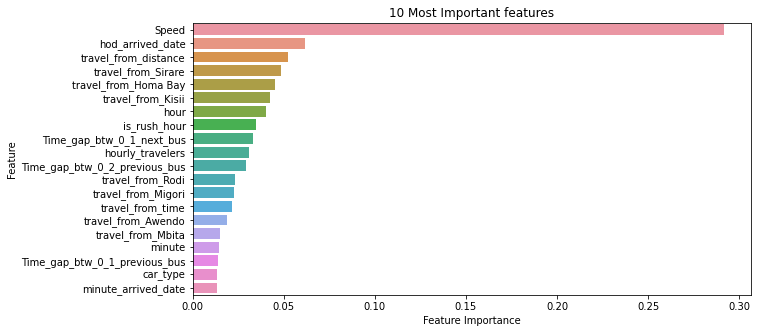 10 Most Important features
Speed
hod_arrived_date
travel_from_distance
travel_from_Sirare
travel_from_Homa Bay
travel_from_Kisii
hour
is_rush_hour
Time_gap_btw_0_1_next_bus
hourly_travelers
Time_gap_btw_0_2_previous_bus
travel_from_Rodi
travel_from_Migori
travel_from_time
travel_from_Awendo
travel_from_Mbita
minute
Time_gap_btw_0_1_previous_bus
car_type
minute_arrived_date
Feature
0.00 0.05 0.10 0.15 0.20 0.25 0.30
Feature Importance